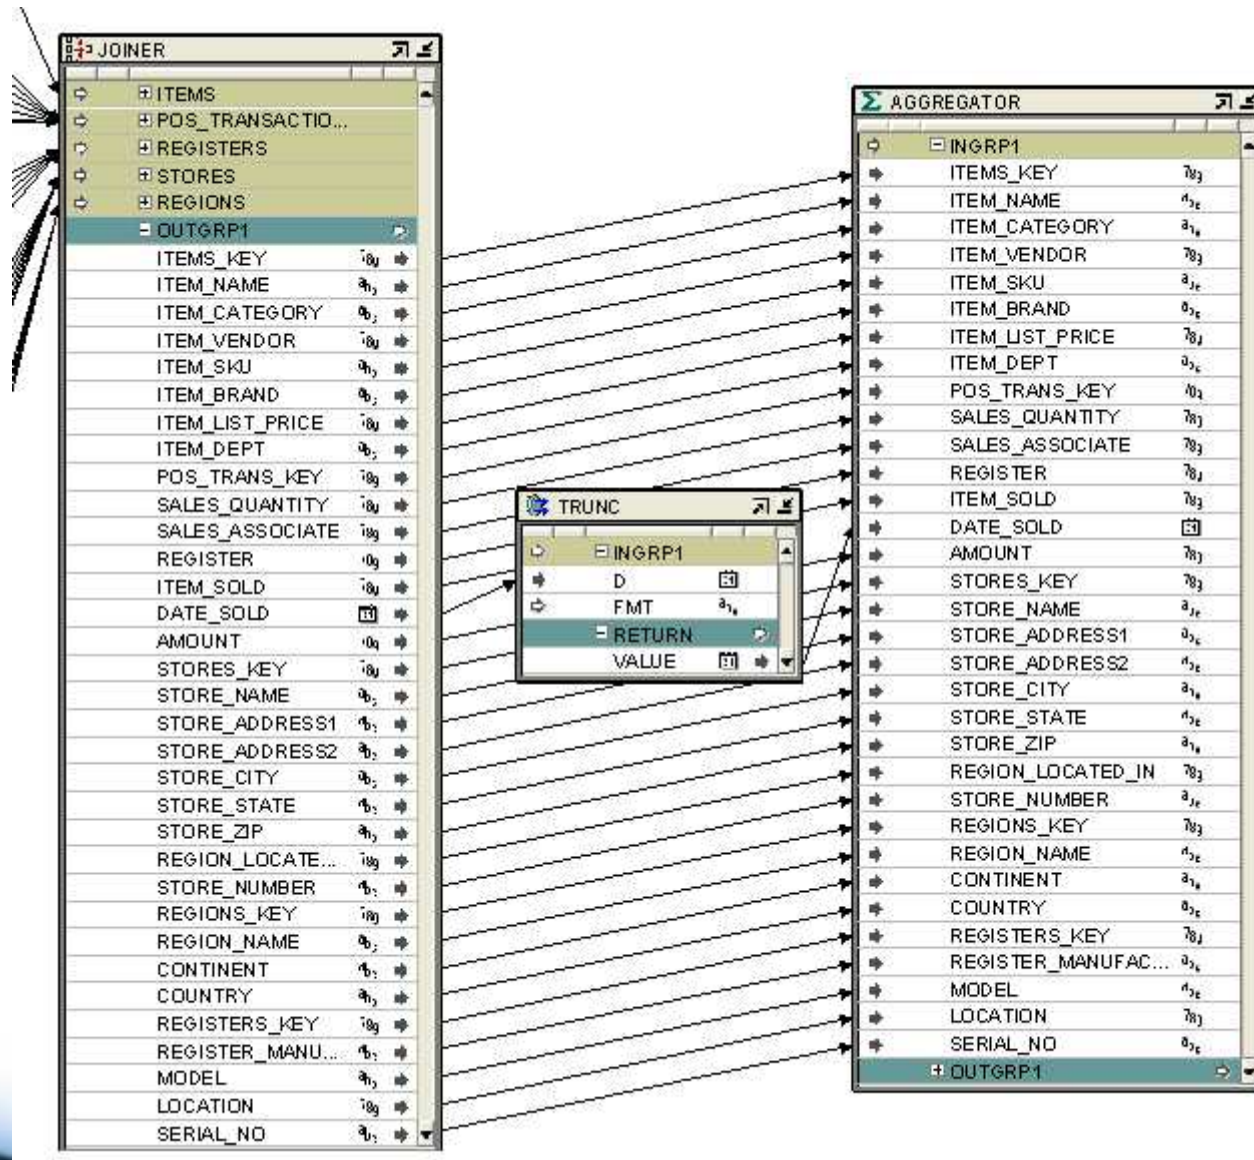 JOINER
ITEMS
POS_TRANSACTIO...
REGISTERS
STORES
REGIONS
OUTGRP1
ITEMS_KEY
ITEM_NAME
ITEM_CATEGORY
ITEM_VENDOR
ITEM_SKU
ITEM_BRAND
ITEM_LIST_PRICE
ITEM_DEPT
POS_TRANS_KEY
SALES_QUANTITY
SALES_ASSOCIATE
REGISTER
ITEM_SOLD
DATE_SOLD
AMOUNT
STORES_KEY
STORE_NAME
STORE_ADDRESS1
STORE_ADDRESS2
STORE_CITY
STORE_STATE
STORE_ZIP
REGION_LOCATE...
STORE_NUMBER
REGIONS_KEY
REGION_NAME
CONTINENT
COUNTRY
REGISTERS_KEY
REGISTER_MANU...
MODEL
LOCATION
SERIAL_NO
TRUNC
INGRP1
D
FMT
RETURN
VALUE
AGGREGATOR
INGRP1
ITEMS_KEY
ITEM_NAME
ITEM_CATEGORY
ITEM_VENDOR
ITEM_SKU
ITEM_BRAND
ITEM_LIST_PRICE
ITEM_DEPT
POS_TRANS_KEY
SALES_QUANTITY
SALES_ASSOCIATE
REGISTER
ITEM_SOLD
DATE_SOLD
AMOUNT
STORES_KEY
STORE_NAME
STORE_ADDRESS1
STORE_ADDRESS2
STORE_CITY
STORE_STATE
STORE_ZIP
REGION_LOCATED_IN
STORE_NUMBER
REGIONS_KEY
REGION_NAME
CONTINENT
COUNTRY
REGISTERS_KEY
REGISTER_MANUFAC...
MODEL
LOCATION
SERIAL_NO
OUTGRP1